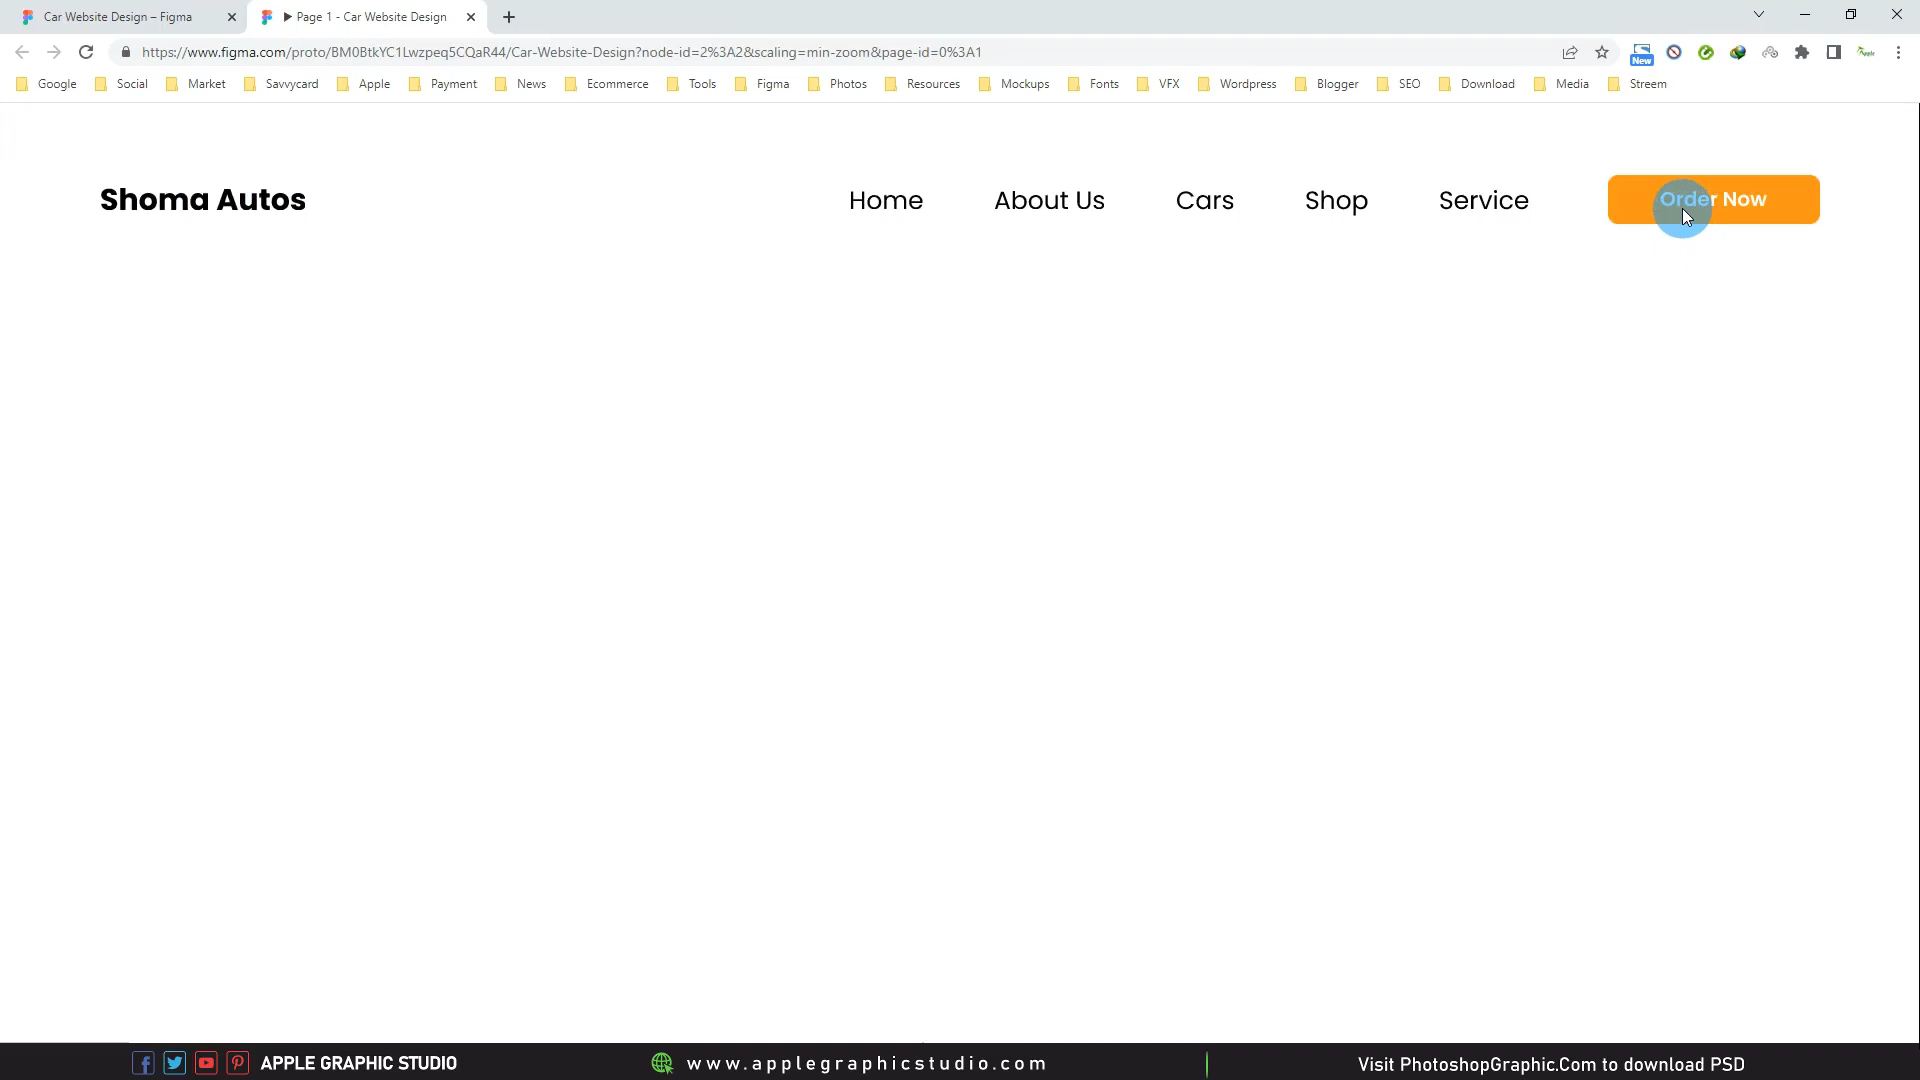 Car Website Design – Figma
Page 1 - Car Website Design
https://www.figma.com/proto/BM0BtkYC1Lwzpeq5CQaR44/Car-Website-Design?node-id=2%3A2&scaling=min-zoom&page-id=0%3A1
New
Google Social Market Savvycard Apple Payment News Ecommerce Tools Figma Photos Resources Mockups Fonts VFX Wordpress Blogger SEO Download Media Streem
Shoma Autos Home About Us Cars Shop Service Order Now
APPLE GRAPHIC STUDIO www.applegraphicstudio.com Visit PhotoshopGraphic.Com to download PSD